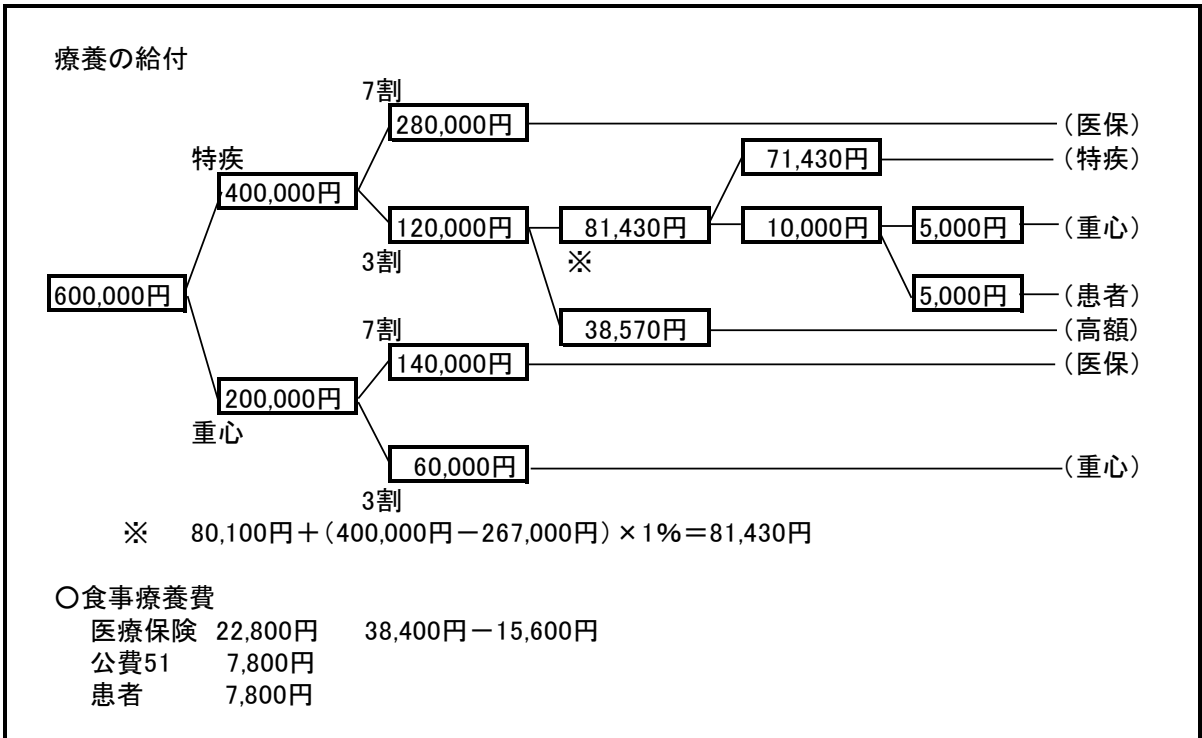 療養の給付
7割
280,000円 (医保)
特疾 71,430円 (特疾)
400,000円
120,000円 81,430円 10,000円 5,000円 (重心)
3割 ※
600,000円 5,000円 (患者)
7割 38,570円 (高額)
140,000円 (医保)
200,000円
重心
60,000円 (重心)
3割
※ 80,100円+(400,000円-267,000円)×1%=81,430円
○食事療養費
医療保険 22,800円 38,400円-15,600円
公費51 7,800円
患者 7,800円